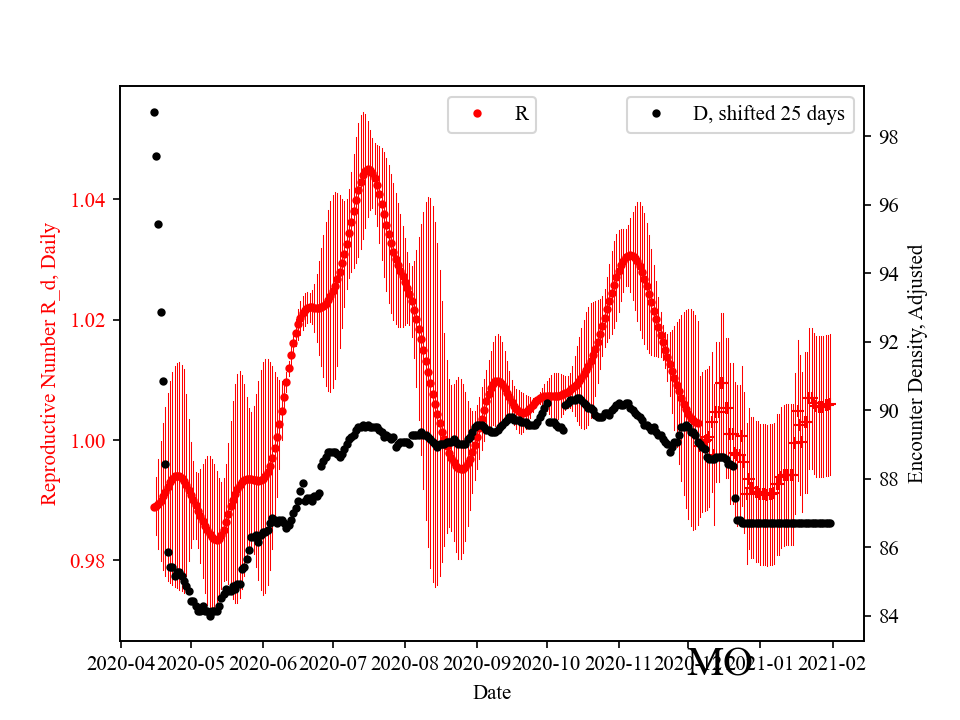 R
D, shifted 25 days
Reproductive Number R_d, Daily
1.04
1.02
1.00
0.98
98
96
94
92
90
88
86
84
Encounter Density, Adjusted
2020-04 2020-05 2020-06 2020-07 2020-08 2020-09 2020-10 2020-11 2020-12 2021-01 2021-02
MO
Date